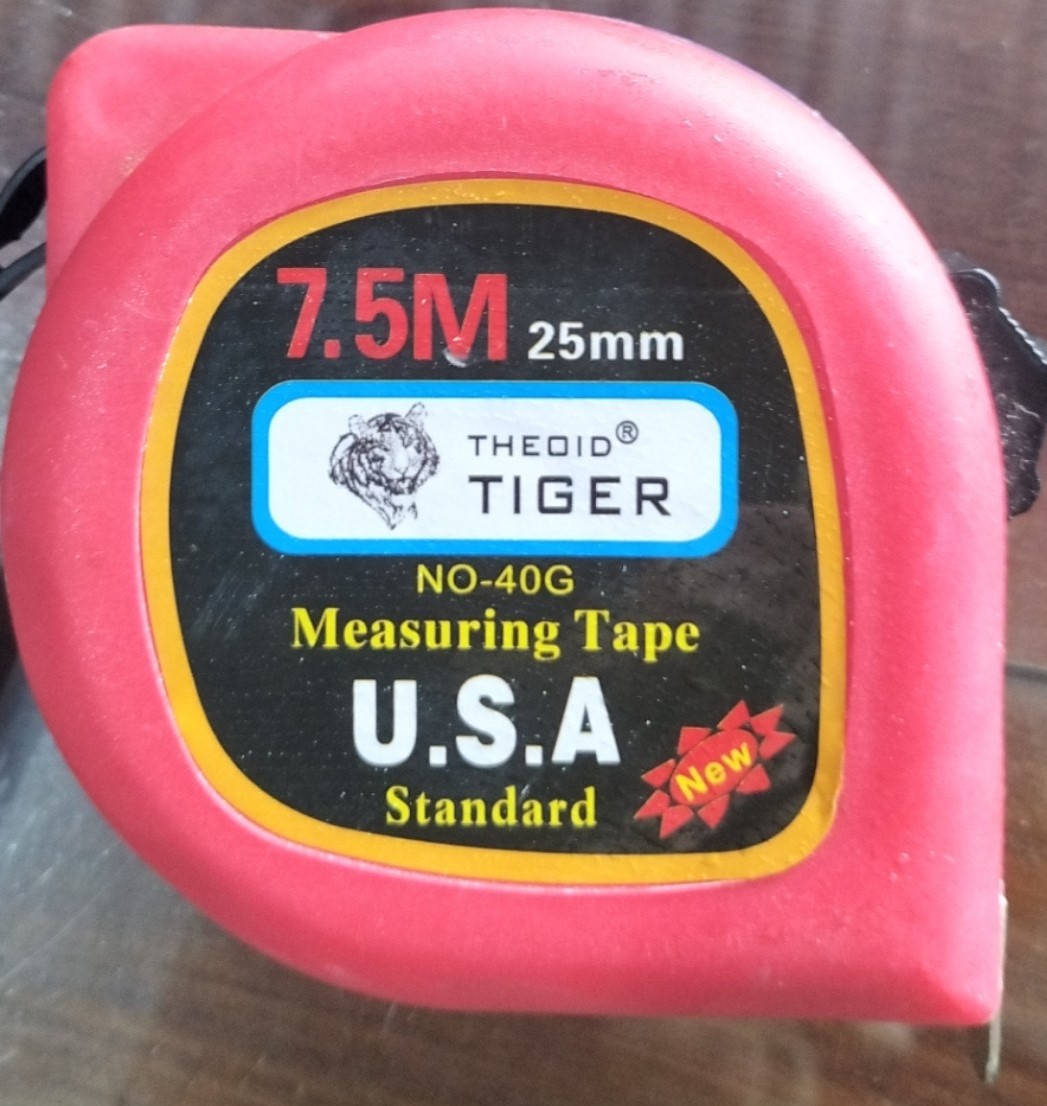 7.5M 25mm
THEOID®
TIGER
NO-40G
Measuring Tape
U.S.A
Standard
New